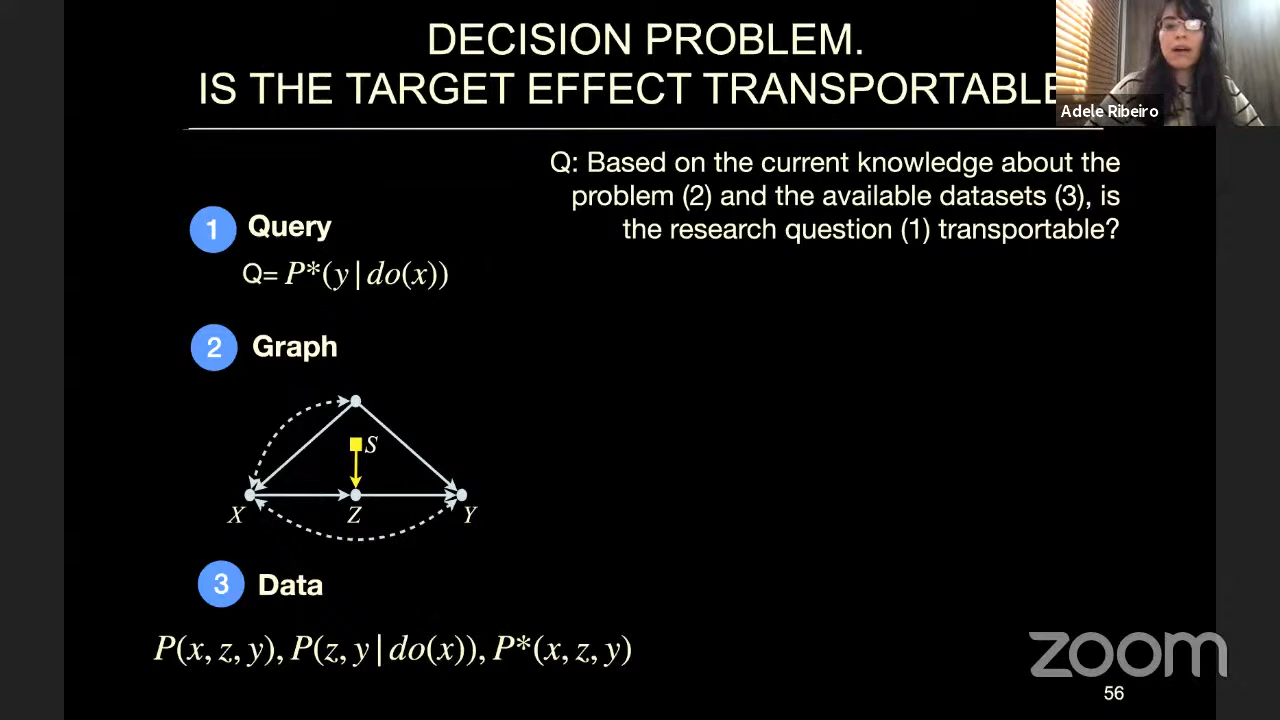 DECISION PROBLEM.
IS THE TARGET EFFECT TRANSPORTABLE
Adele Ribeiro
Q: Based on the current knowledge about the
problem (2) and the available datasets (3), is
the research question (1) transportable?
1 Query
Q= P*(y | do(x))
2 Graph
S
X Z Y
3 Data
P(x, z, y), P(z, y | do(x)), P*(x, z, y)
zoom
56